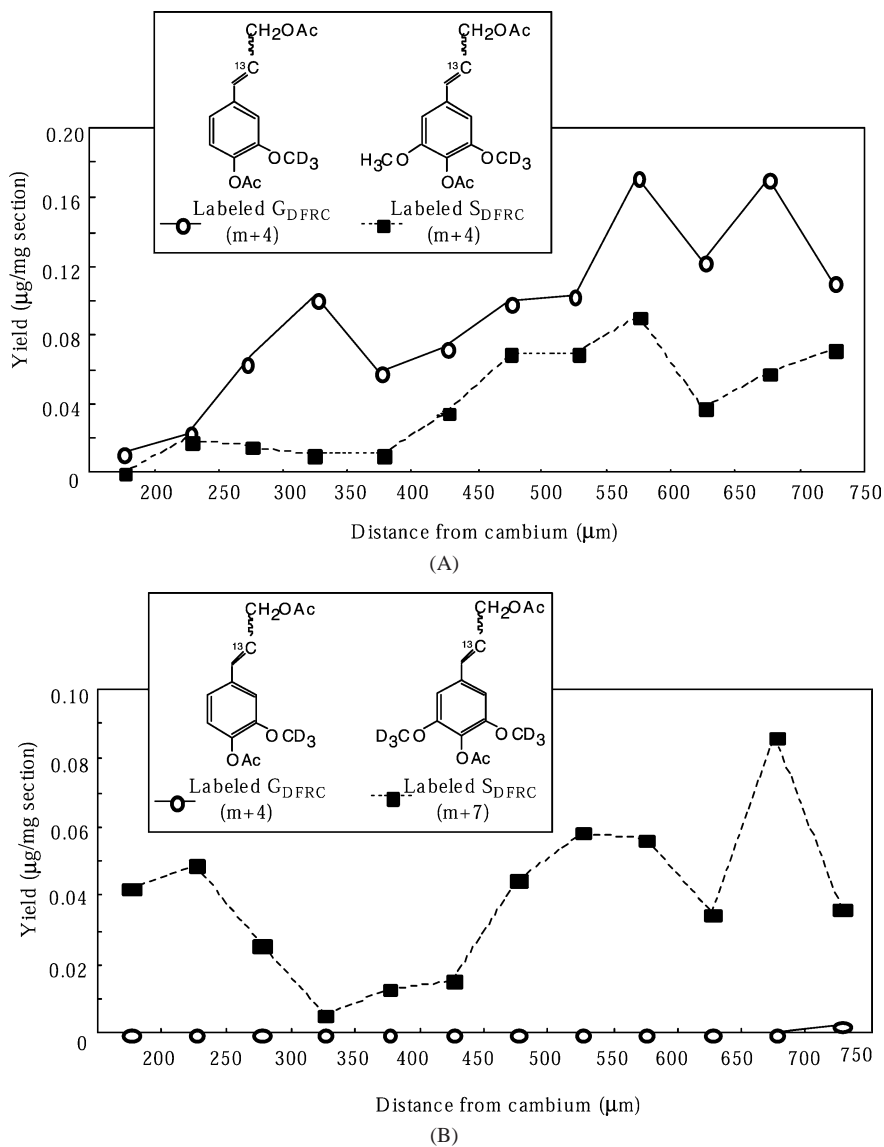 CH2OAc CH2OAc
13C 13C
OCD3 H3CO OCD3
OAc OAc
Labeled GDFRC Labeled SDFRC
(m+4) (m+4)
0.20
0.16
0.12
0.08
0.04
0
Yield (μg/mg section)
200 250 300 350 400 450 500 550 600 650 700 750
Distance from cambium (μm)
(A)
CH2OAc CH2OAc
13C 13C
OCD3 D3CO OCD3
OAc OAc
Labeled GDFRC Labeled SDFRC
(m+4) (m+7)
0.10
0.08
0.06
0.04
0.02
0
Yield (μg/mg section)
200 250 300 350 400 450 500 550 600 650 700 750
Distance from cambium (μm)
(B)